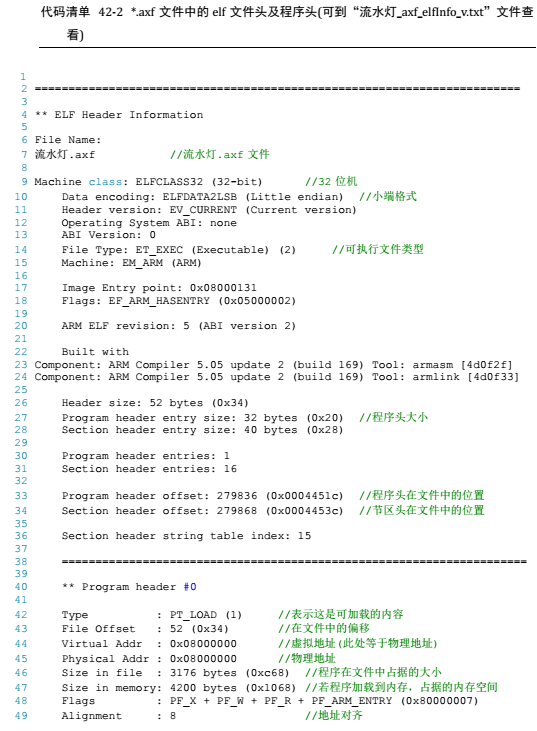 代码清单 42-2 *.axf 文件中的 elf 文件头及程序头(可到“流水灯_axf_elfInfo_v.txt”文件查
看)
1
2 ========================================================================
3
4 ** ELF Header Information
5
6 File Name:
7 流水灯.axf //流水灯.axf 文件
8
9 Machine class: ELFCLASS32 (32-bit) //32 位机
10 Data encoding: ELFDATA2LSB (Little endian) //小端格式
11 Header version: EV_CURRENT (Current version)
12 Operating System ABI: none
13 ABI Version: 0
14 File Type: ET_EXEC (Executable) (2) //可执行文件类型
15 Machine: EM_ARM (ARM)
16
17 Image Entry point: 0x08000131
18 Flags: EF_ARM_HASENTRY (0x05000002)
19
20 ARM ELF revision: 5 (ABI version 2)
21
22 Built with
23 Component: ARM Compiler 5.05 update 2 (build 169) Tool: armasm [4d0f2f]
24 Component: ARM Compiler 5.05 update 2 (build 169) Tool: armlink [4d0f33]
25
26 Header size: 52 bytes (0x34)
27 Program header entry size: 32 bytes (0x20) //程序头大小
28 Section header entry size: 40 bytes (0x28)
29
30 Program header entries: 1
31 Section header entries: 16
32
33 Program header offset: 279836 (0x0004451c) //程序头在文件中的位置
34 Section header offset: 279868 (0x0004453c) //节区头在文件中的位置
35
36 Section header string table index: 15
37
38 =====================================================================
39
40 ** Program header #0
41
42 Type : PT_LOAD (1) //表示这是可加载的内容
43 File Offset : 52 (0x34) //在文件中的偏移
44 Virtual Addr : 0x08000000 //虚拟地址(此处等于物理地址)
45 Physical Addr : 0x08000000 //物理地址
46 Size in file : 3176 bytes (0xc68) //程序在文件中占据的大小
47 Size in memory: 4200 bytes (0x1068) //若程序加载到内存，占据的内存空间
48 Flags : PF_X + PF_W + PF_R + PF_ARM_ENTRY (0x80000007)
49 Alignment : 8 //地址对齐